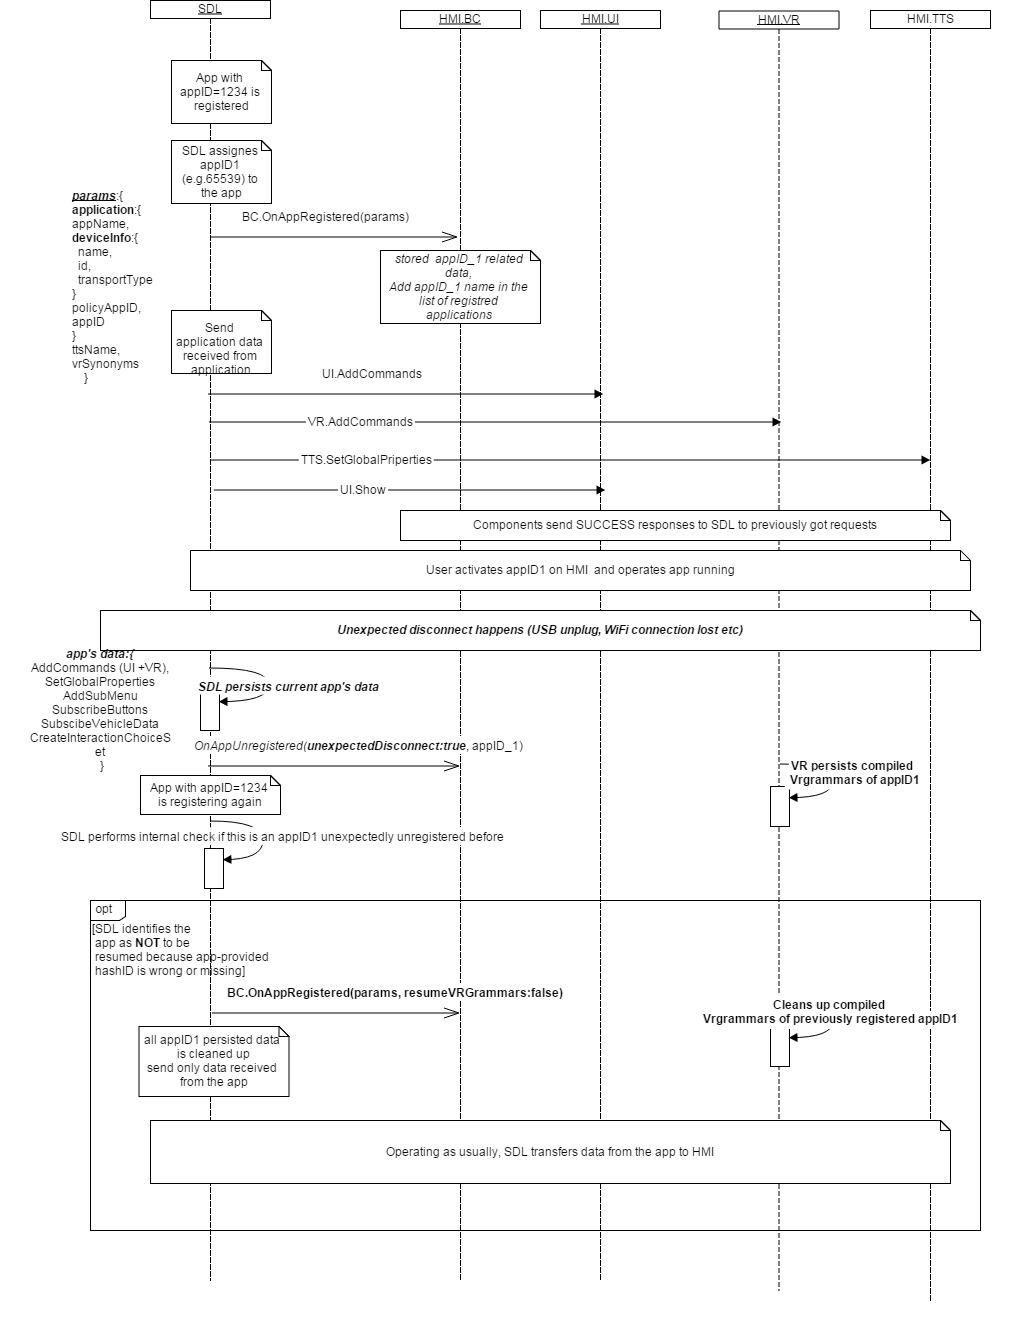 SDL
HMI.BC
HMI.UI
HMI.VR
HMI.TTS
App with
appID=1234 is
registered
SDL assignes
appID1
(e.g.65539) to
the app
params:{
application:{
appName,
deviceInfo:{
name,
id,
transportType
}
policyAppID,
appID
}
ttsName,
vrSynonyms
}
BC.OnAppRegistered(params)
stored appID_1 related
data,
Add appID_1 name in the
list of registred
applications
Send
application data
received from
application
UI.AddCommands
VR.AddCommands
TTS.SetGlobalPriperties
UI.Show
Components send SUCCESS responses to SDL to previously got requests
User activates appID1 on HMI and operates app running
Unexpected disconnect happens (USB unplug, WiFi connection lost etc)
app's data:{
AddCommands (UI +VR),
SetGlobalProperties
AddSubMenu
SubscribeButtons
SubscibeVehicleData
CreateInteractionChoiceS
et
}
SDL persists current app's data
OnAppUnregistered(unexpectedDisconnect:true, appID_1)
VR persists compiled
Vrgrammars of appID1
App with appID=1234
is registering again
SDL performs internal check if this is an appID1 unexpectedly unregistered before
opt
[SDL identifies the
app as NOT to be
resumed because app-provided
hashID is wrong or missing]
BC.OnAppRegistered(params, resumeVRGrammars:false)
Cleans up compiled
Vrgrammars of previously registered appID1
all appID1 persisted data
is cleaned up
send only data received
from the app
Operating as usually, SDL transfers data from the app to HMI